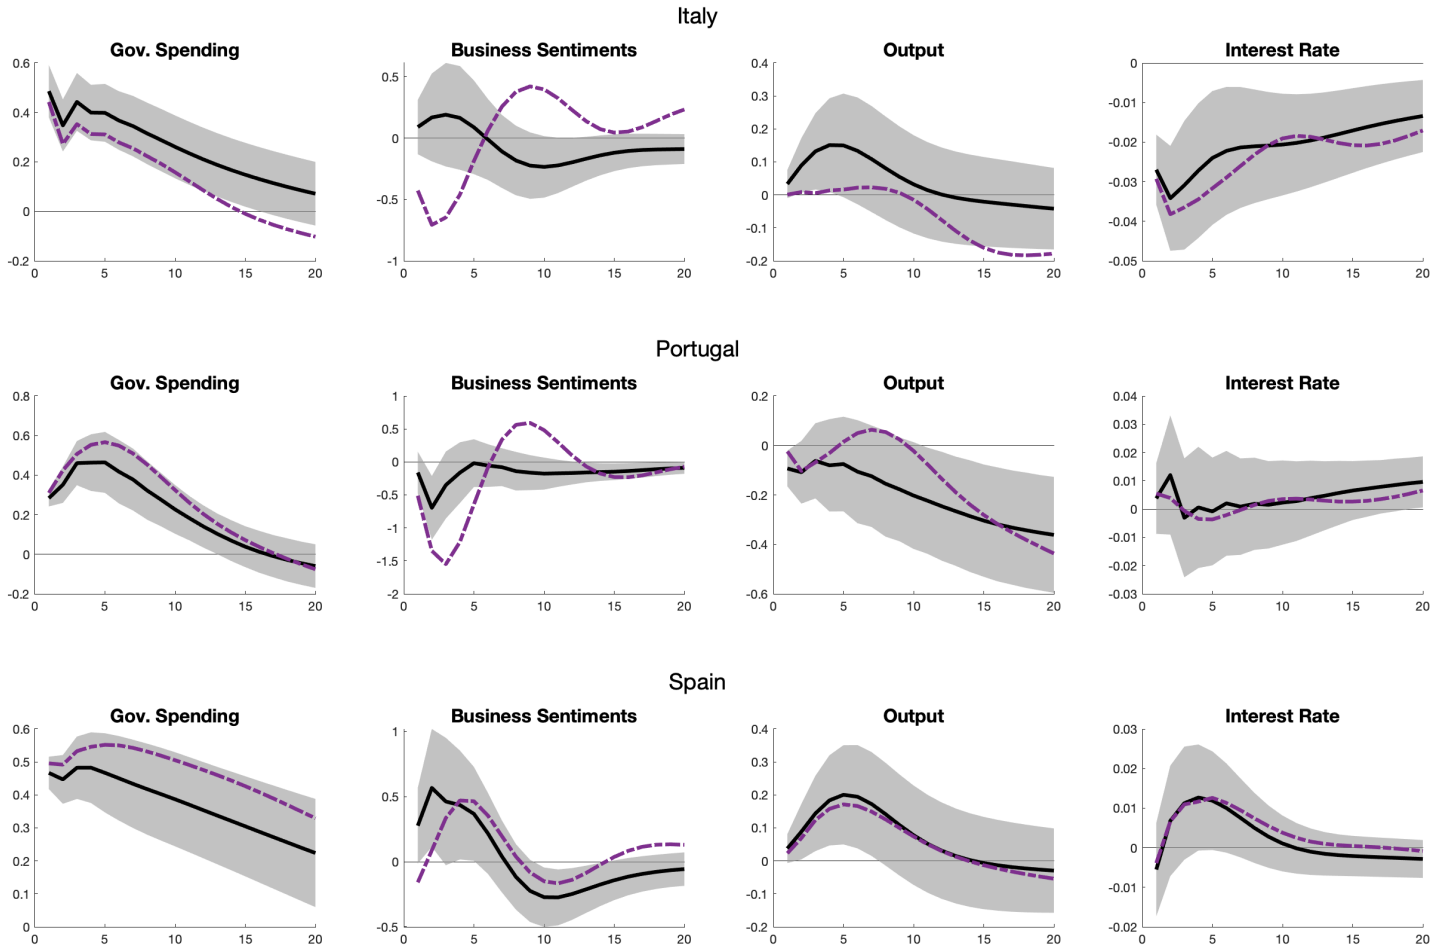 Italy
Gov. Spending
0.6
0.4
0.2
0
-0.2
0 5 10 15 20
Business Sentiments
0.5
0
-0.5
-1
0 5 10 15 20
Output
0.4
0.3
0.2
0.1
0
-0.1
-0.2
0 5 10 15 20
Interest Rate
0
-0.01
-0.02
-0.03
-0.04
-0.05
0 5 10 15 20
Portugal
Gov. Spending
0.8
0.6
0.4
0.2
0
-0.2
0 5 10 15 20
Business Sentiments
1
0.5
0
-0.5
-1
-1.5
-2
0 5 10 15 20
Output
0.2
0
-0.2
-0.4
-0.6
0 5 10 15 20
Interest Rate
0.04
0.03
0.02
0.01
0
-0.01
-0.02
-0.03
0 5 10 15 20
Spain
Gov. Spending
0.6
0.5
0.4
0.3
0.2
0.1
0
0 5 10 15 20
Business Sentiments
1
0.5
0
-0.5
0 5 10 15 20
Output
0.4
0.3
0.2
0.1
0
-0.1
-0.2
0 5 10 15 20
Interest Rate
0.03
0.02
0.01
0
-0.01
-0.02
0 5 10 15 20